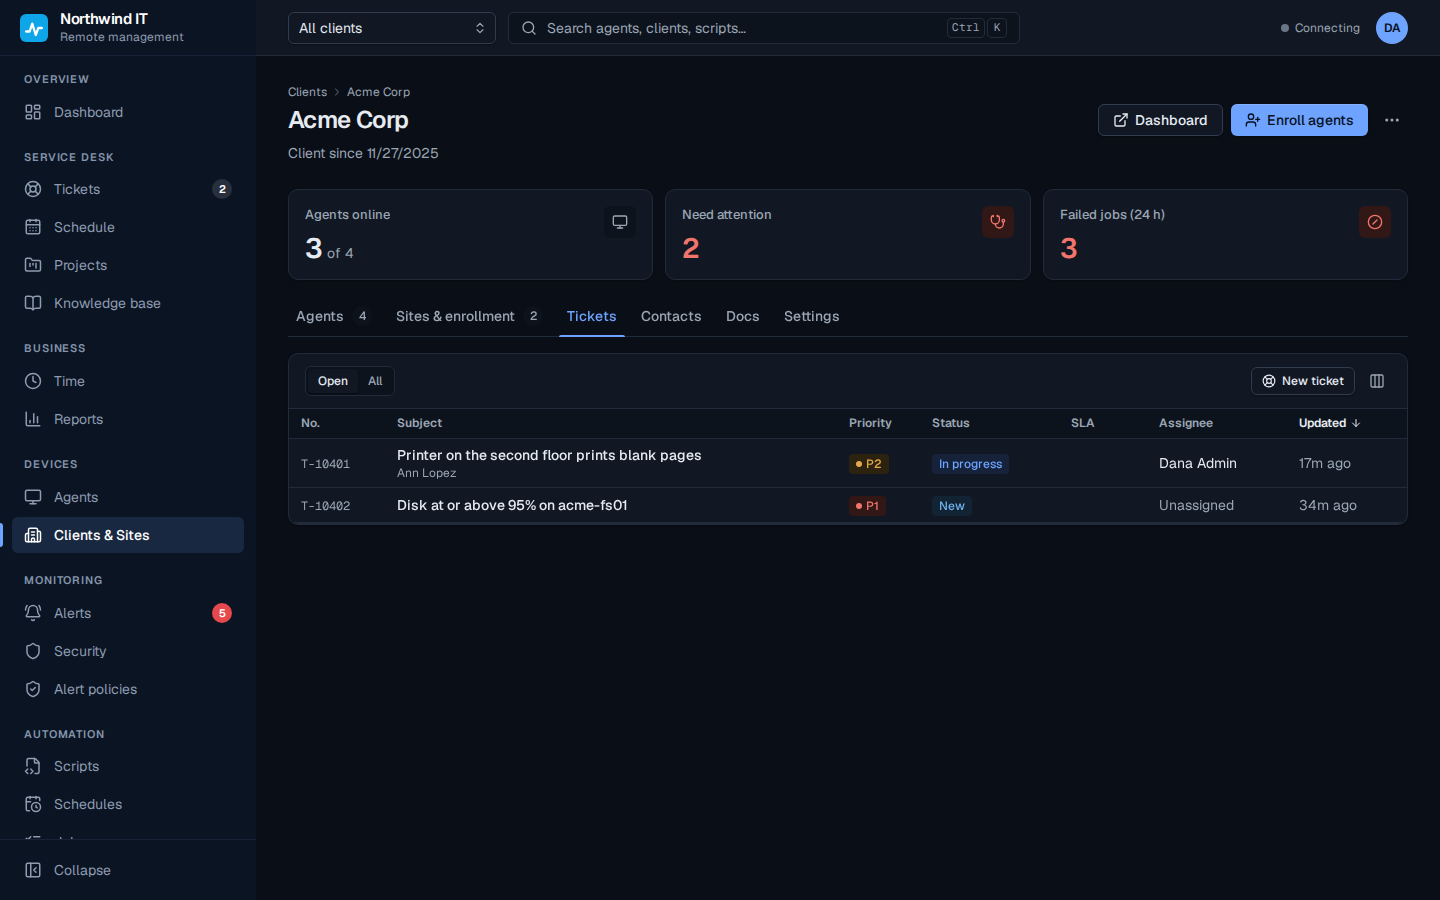 Northwind IT
Remote management
All clients
Search agents, clients, scripts...
Ctrl K
Connecting
DA
OVERVIEW
Dashboard
SERVICE DESK
Tickets 2
Schedule
Projects
Knowledge base
BUSINESS
Time
Reports
DEVICES
Agents
Clients & Sites
MONITORING
Alerts 5
Security
Alert policies
AUTOMATION
Scripts
Schedules
Collapse
Clients > Acme Corp
Acme Corp
Client since 11/27/2025
Dashboard
Enroll agents
Agents online
3 of 4
Need attention
2
Failed jobs (24 h)
3
Agents 4
Sites & enrollment 2
Tickets
Contacts
Docs
Settings
Open All
New ticket
No. Subject Priority Status SLA Assignee Updated ↓
T-10401 Printer on the second floor prints blank pages P2 In progress Dana Admin 17m ago
Ann Lopez
T-10402 Disk at or above 95% on acme-fs01 P1 New Unassigned 34m ago